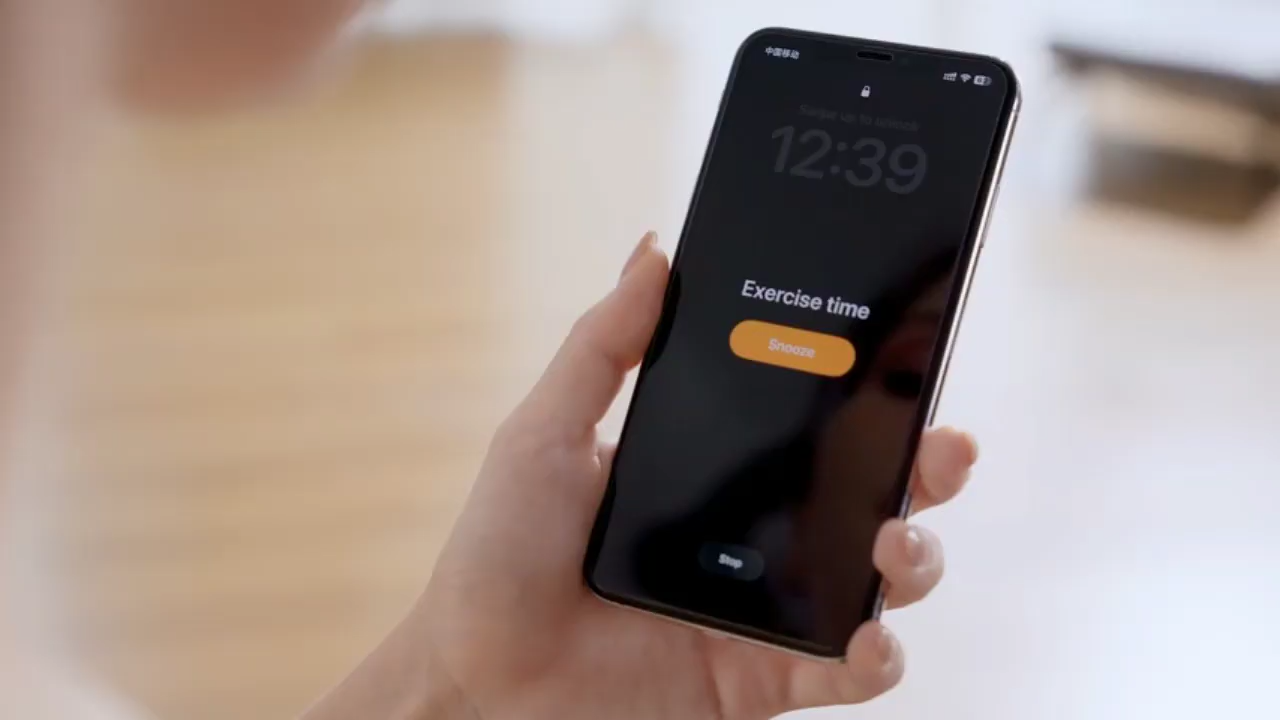 中国移动
Swipe up to unlock
12:39
Exercise time
Snooze
Stop